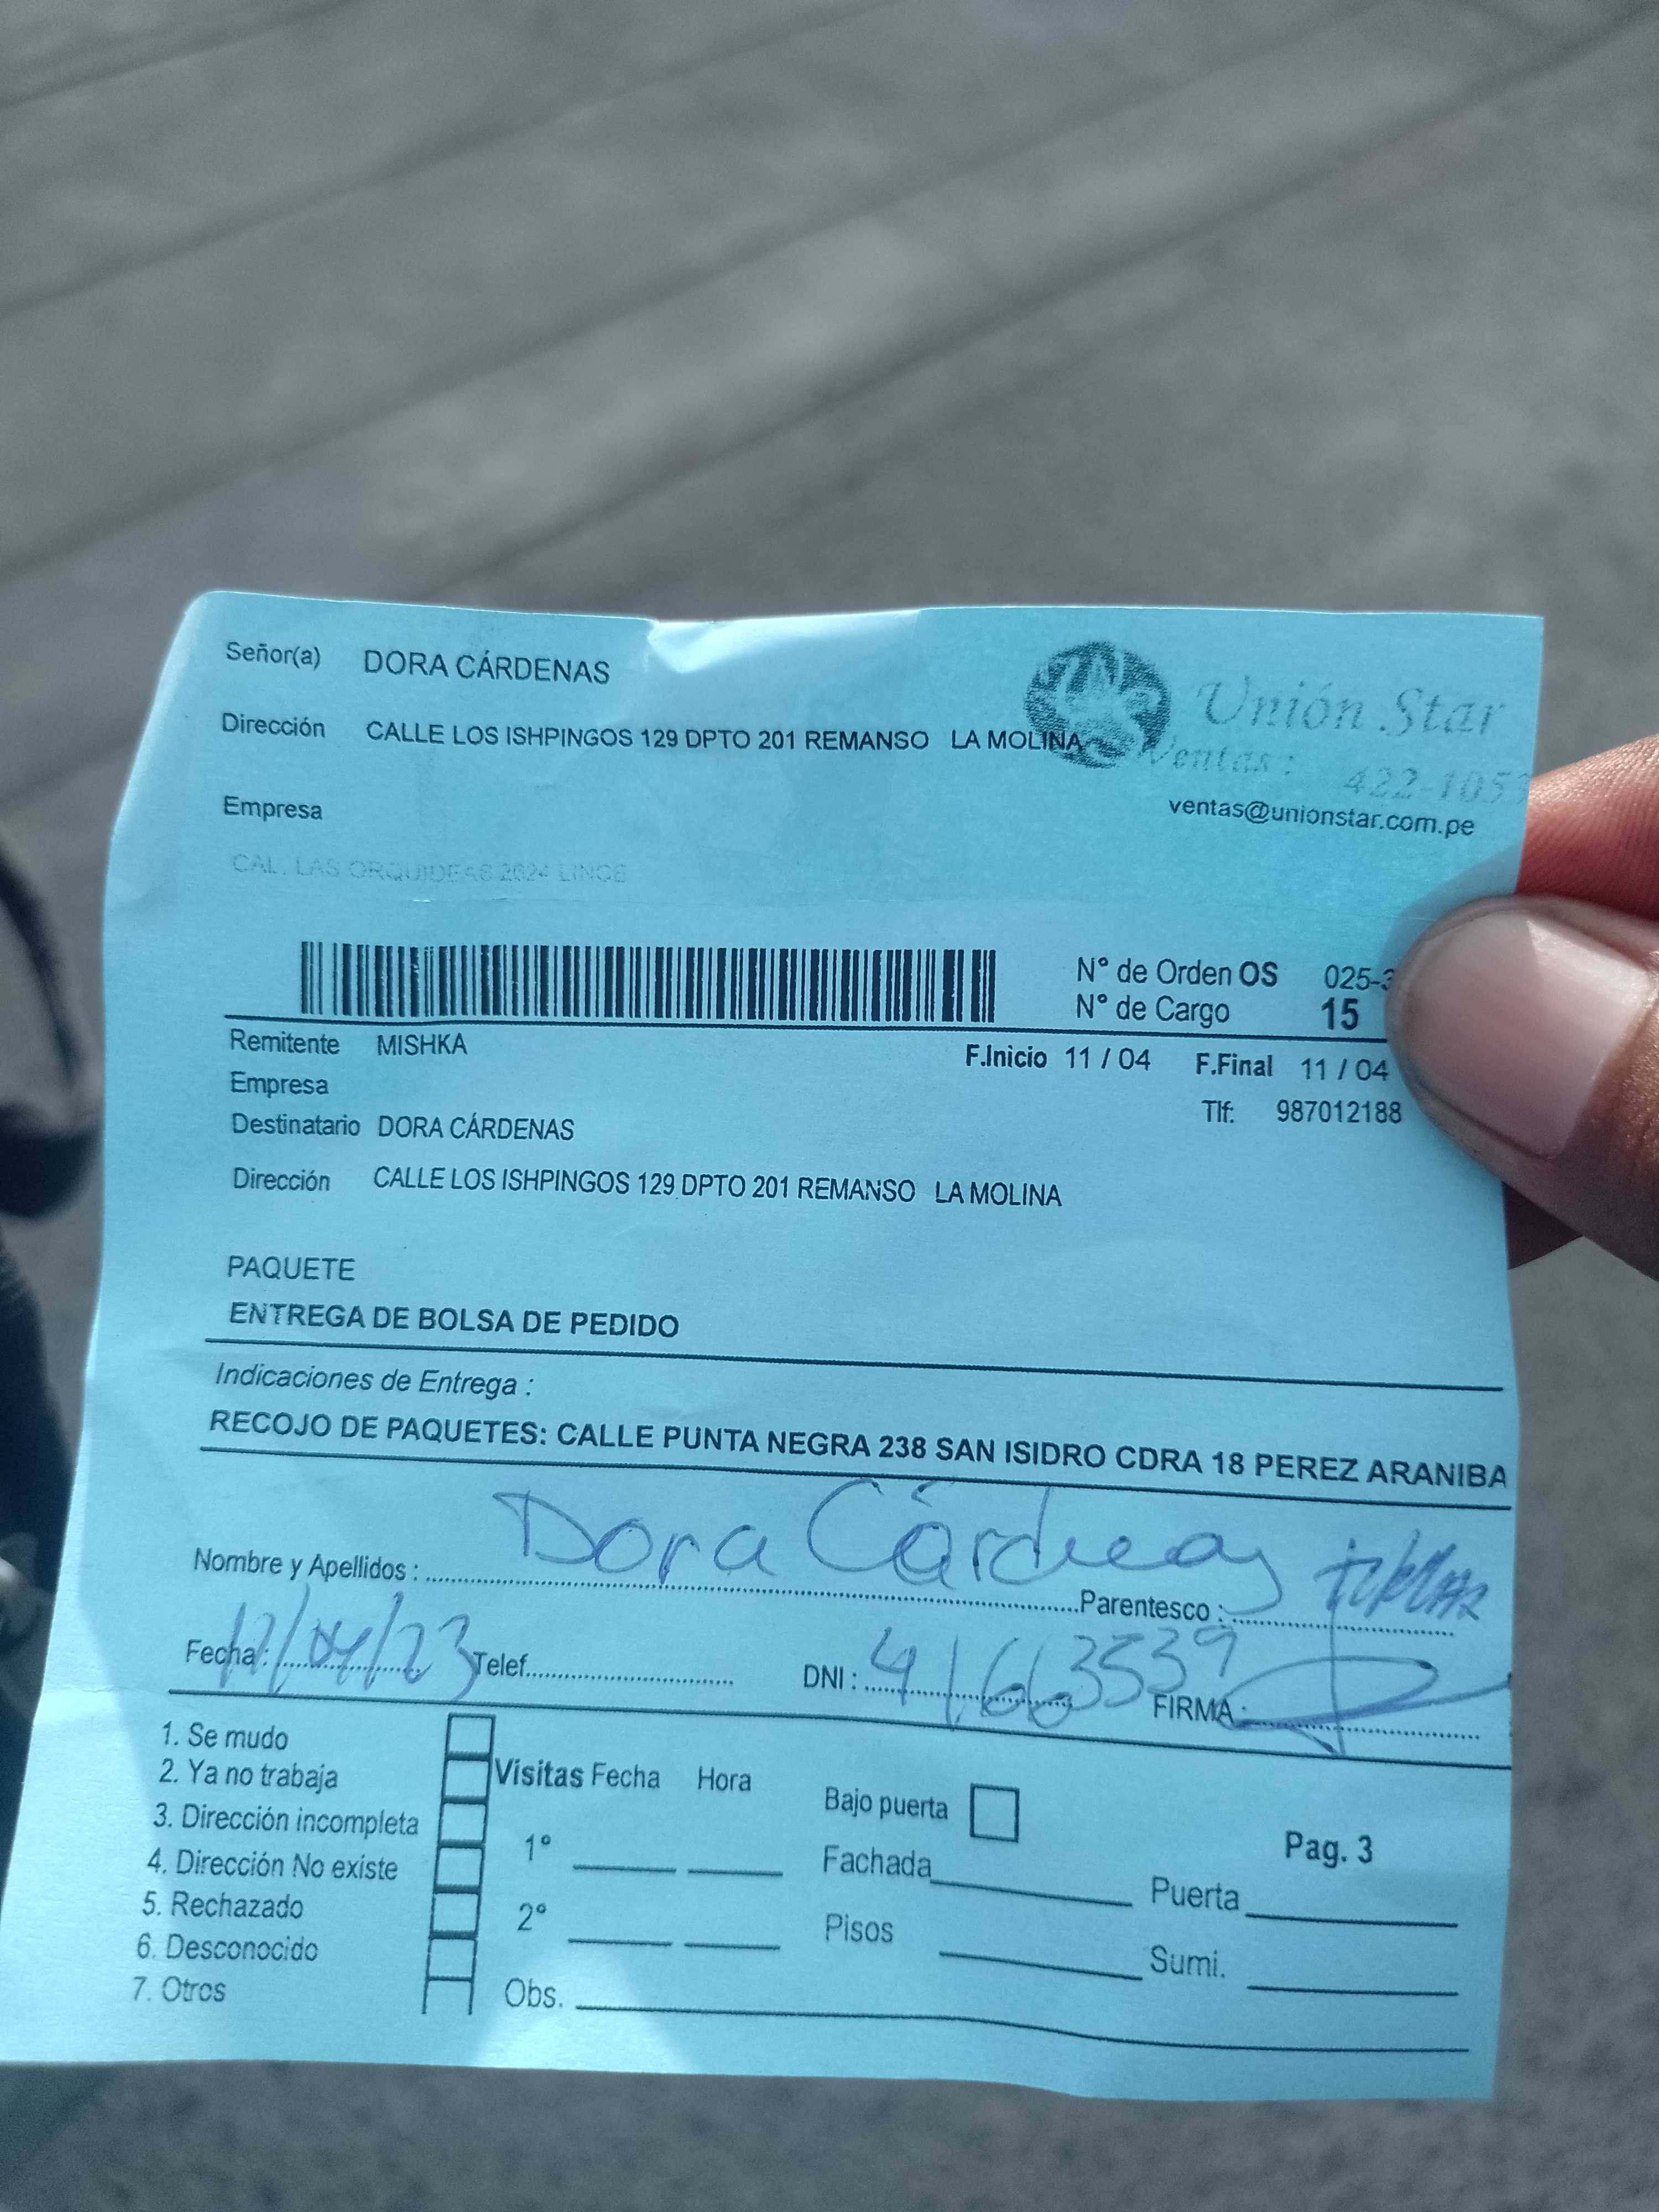 Señor(a) DORA CÁRDENAS
Unión Star
Dirección CALLE LOS ISHPINGOS 129 DPTO 201 REMANSO LA MOLINA
Ventas: 422-105
ventas@unionstar.com.pe
Empresa
CAL. LAS ORQUIDEAS 2624 LINCE
N° de Orden OS 025-3
N° de Cargo 15
Remitente MISHKA F.Inicio 11 / 04 F.Final 11 / 04
Empresa
Tlf: 987012188
Destinatario DORA CÁRDENAS
Dirección CALLE LOS ISHPINGOS 129 DPTO 201 REMANSO LA MOLINA
PAQUETE
ENTREGA DE BOLSA DE PEDIDO
Indicaciones de Entrega :
RECOJO DE PAQUETES: CALLE PUNTA NEGRA 238 SAN ISIDRO CDRA 18 PEREZ ARANIBA
Nombre y Apellidos : Dora Cárdenas Parentesco :
Fecha: /04/23 Telef. DNI : 41663539 FIRMA :
1. Se mudo
2. Ya no trabaja Visitas Fecha Hora Bajo puerta
3. Dirección incompleta 1° Fachada Pag. 3
4. Dirección No existe Puerta
5. Rechazado 2° Pisos
6. Desconocido Sumi.
7. Otros Obs.